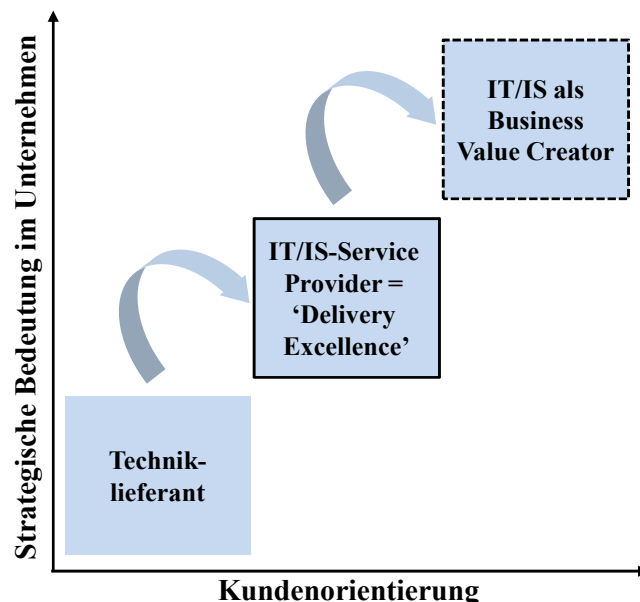 Strategische Bedeutung im Unternehmen
IT/IS als
Business
Value Creator
IT/IS-Service
Provider =
‘Delivery
Excellence’
Technik-
lieferant
Kundenorientierung